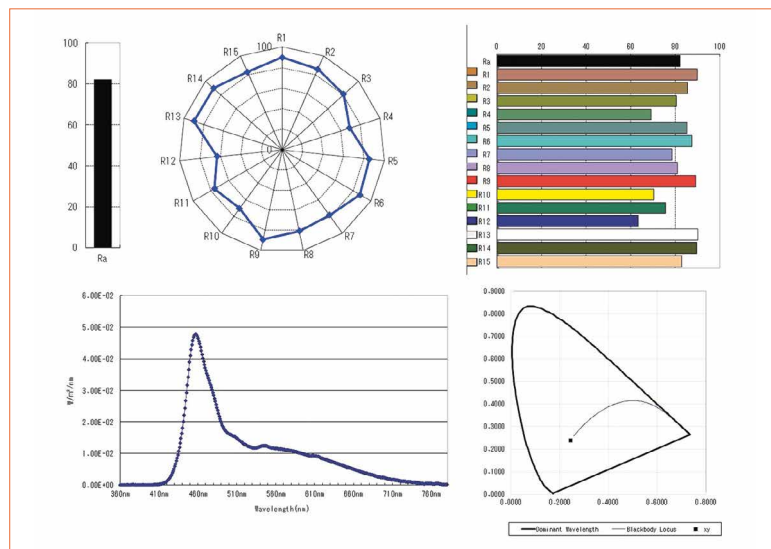 100
80
60
40
20
0
Ra
R1
R2
R3
R4
R5
R6
R7
R8
R9
R10
R11
R12
R13
R14
R15
100
0
0 20 40 60 80 100
Ra
R1
R2
R3
R4
R5
R6
R7
R8
R9
R10
R11
R12
R13
R14
R15
6.00E-02
5.00E-02
4.00E-02
3.00E-02
2.00E-02
1.00E-02
0.00E+00
W/m²/nm
360nm 410nm 460nm 510nm 560nm 610nm 660nm 710nm 760nm
Wavelength(nm)
0.9000
0.8000
0.7000
0.6000
0.5000
0.4000
0.3000
0.2000
0.1000
0.0000
0.0000 0.2000 0.4000 0.6000 0.8000
Dominant Wavelength Blackbody Locus xy